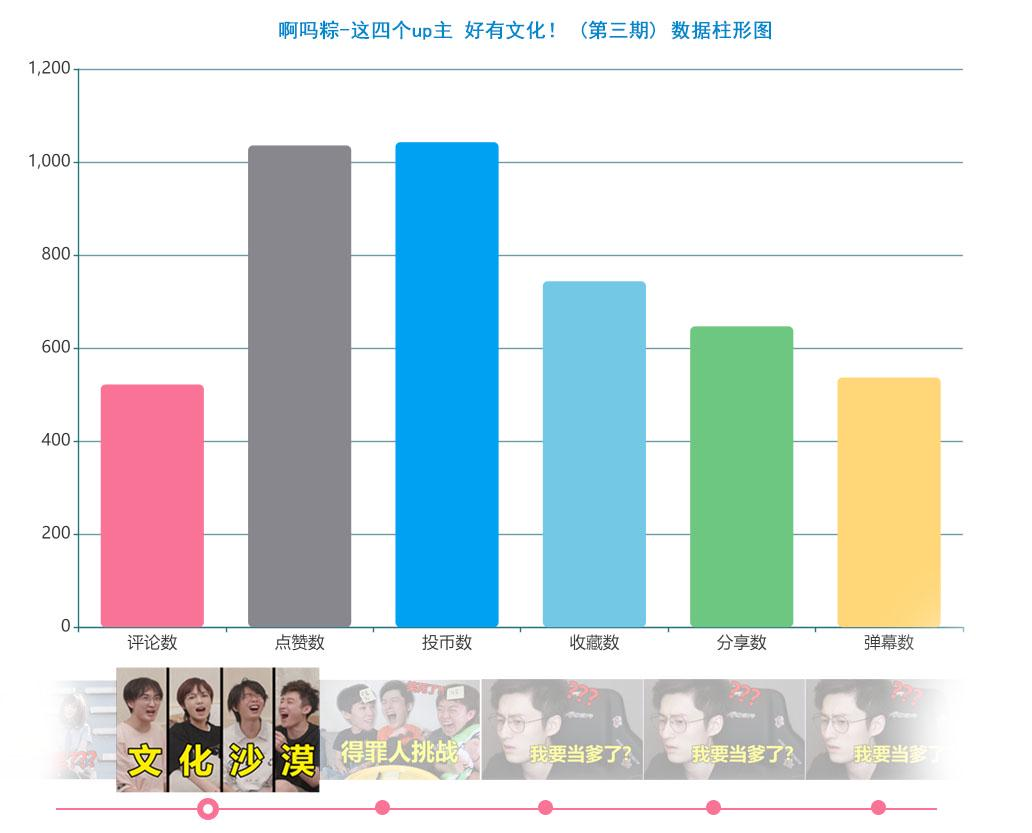 啊吗粽-这四个up主 好有文化！（第三期）数据柱形图
1,200
1,000
800
600
400
200
0
评论数 点赞数 投币数 收藏数 分享数 弹幕数
文化沙漠
得罪人挑战
??? 我要当爹了?
??? 我要当爹了?
??? 我要当爹了?